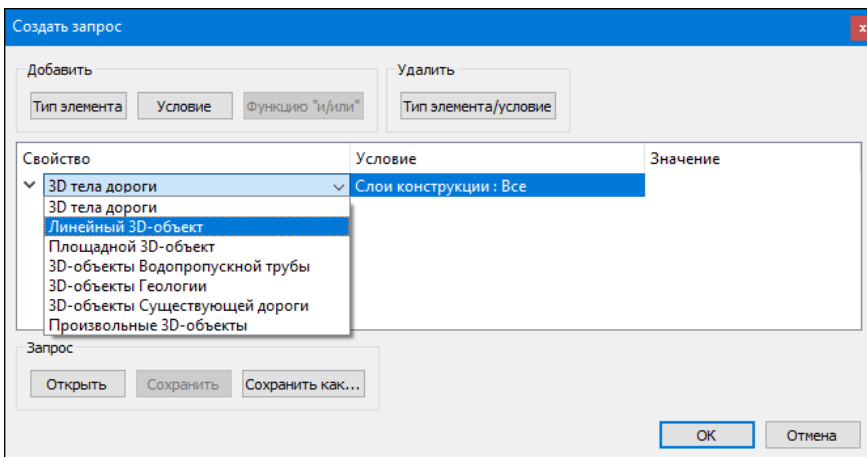 Создать запрос
x
Добавить
Удалить
Тип элемента
Условие
Функцию "и/или"
Тип элемента/условие
Свойство
Условие
Значение
3D тела дороги
Слои конструкции : Все
3D тела дороги
Линейный 3D-объект
Площадной 3D-объект
3D-объекты Водопропускной трубы
3D-объекты Геологии
3D-объекты Существующей дороги
Произвольные 3D-объекты
Запрос
Открыть
Сохранить
Сохранить как...
OK
Отмена